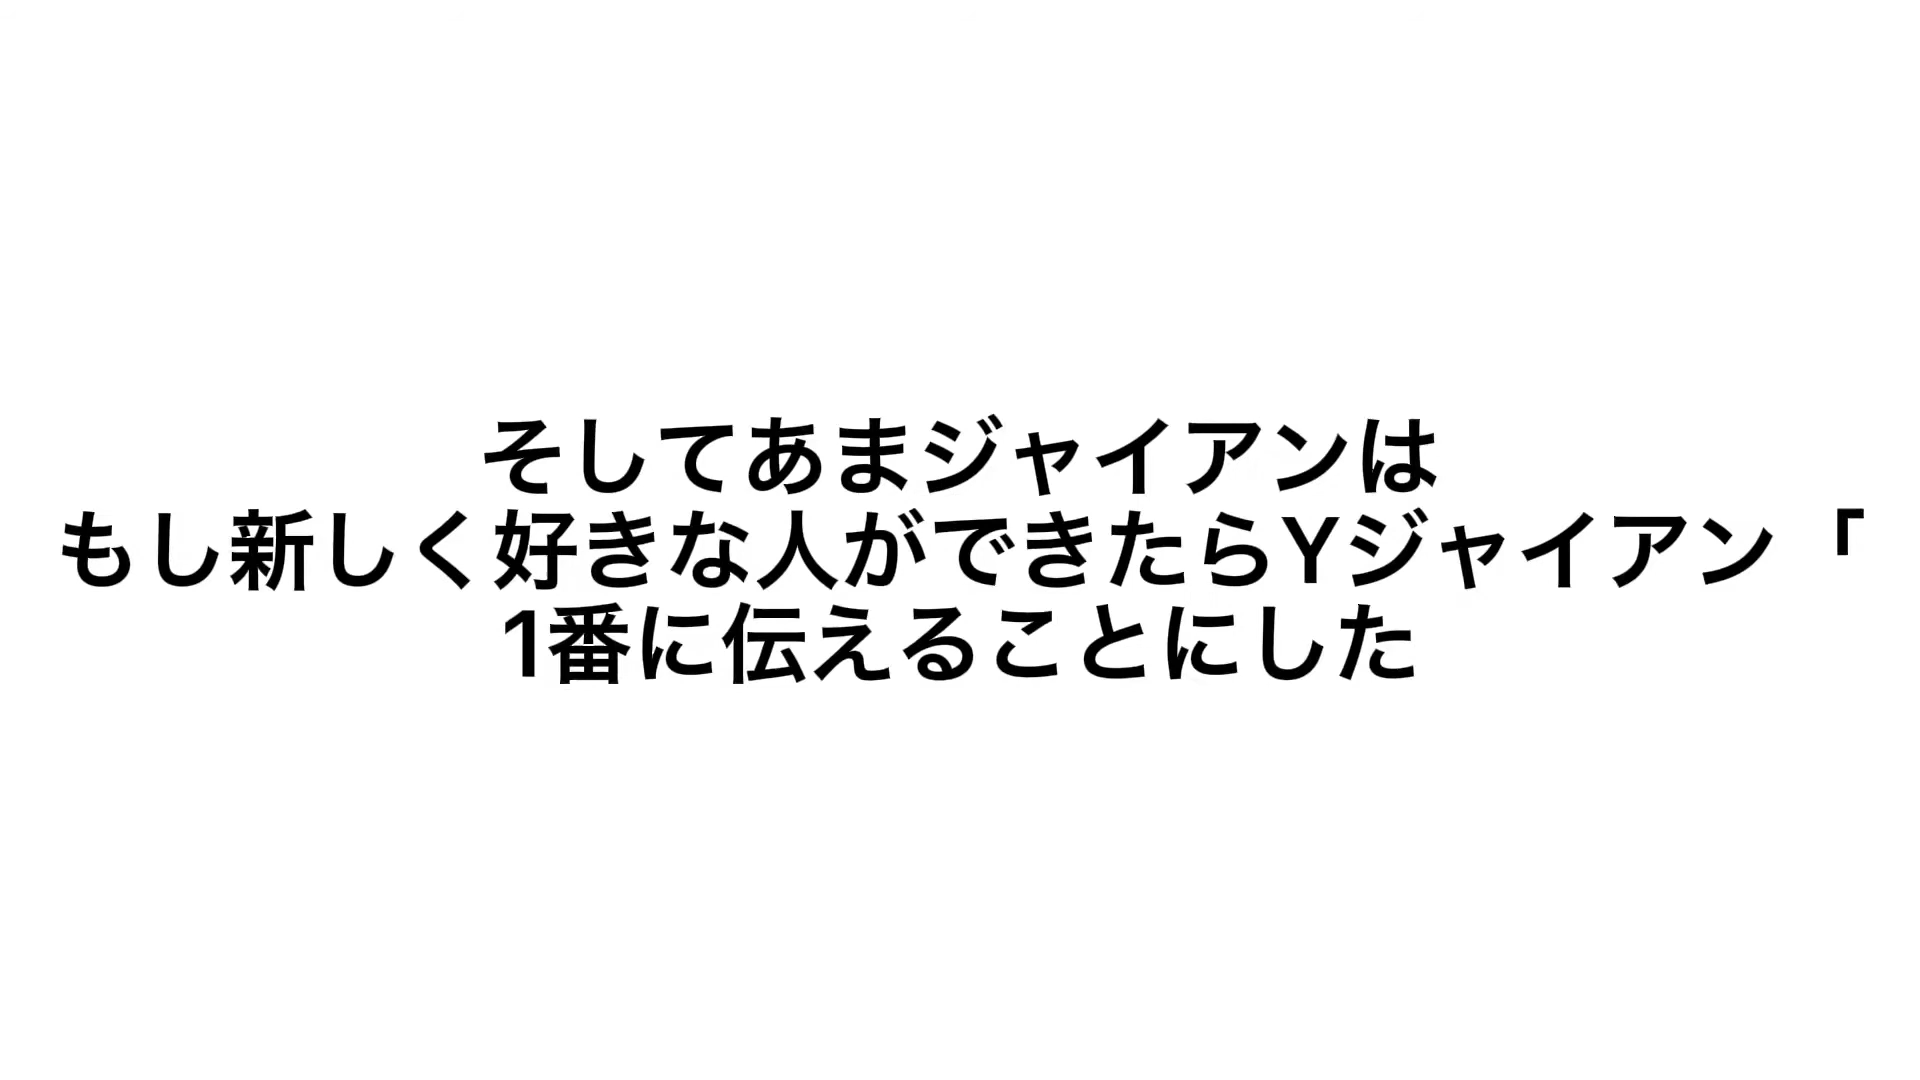 そしてあまジャイアンは
もし新しく好きな人ができたらYジャイアン「
1番に伝えることにした